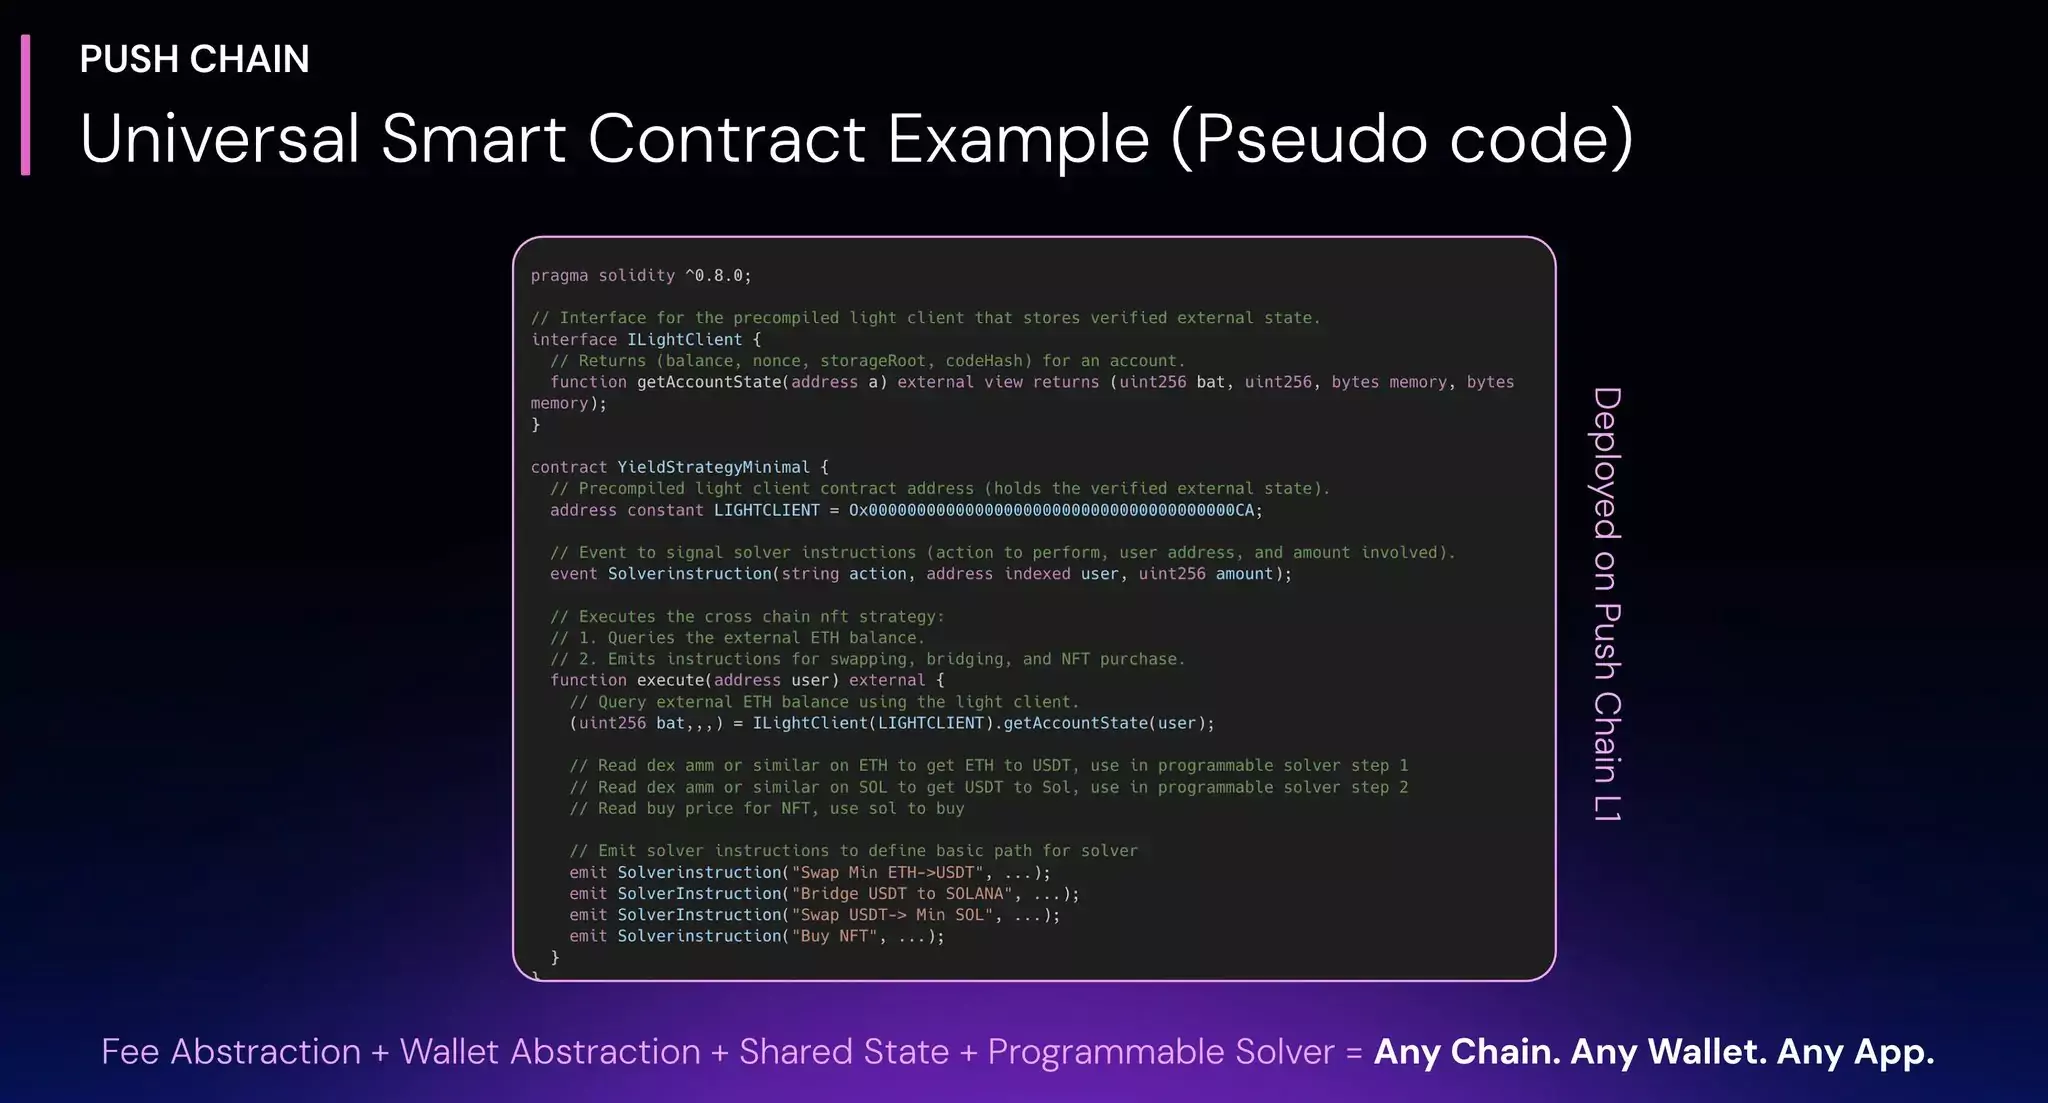 PUSH CHAIN
Universal Smart Contract Example (Pseudo code)
pragma solidity ^0.8.0;
// Interface for the precompiled light client that stores verified external state.
interface ILightClient {
// Returns (balance, nonce, storageRoot, codeHash) for an account.
function getAccountState(address a) external view returns (uint256 bat, uint256, bytes memory, bytes
memory);
}
contract YieldStrategyMinimal {
// Precompiled light client contract address (holds the verified external state).
address constant LIGHTCLIENT = 0x00000000000000000000000000000000000000CA;
// Event to signal solver instructions (action to perform, user address, and amount involved).
event Solverinstruction(string action, address indexed user, uint256 amount);
// Executes the cross chain nft strategy:
// 1. Queries the external ETH balance.
// 2. Emits instructions for swapping, bridging, and NFT purchase.
function execute(address user) external {
// Query external ETH balance using the light client.
(uint256 bat,,,) = ILightClient(LIGHTCLIENT).getAccountState(user);
// Read dex amm or similar on ETH to get ETH to USDT, use in programmable solver step 1
// Read dex amm or similar on SOL to get USDT to Sol, use in programmable solver step 2
// Read buy price for NFT, use sol to buy
// Emit solver instructions to define basic path for solver
emit Solverinstruction("Swap Min ETH->USDT", ...);
emit SolverInstruction("Bridge USDT to SOLANA", ...);
emit SolverInstruction("Swap USDT-> Min SOL", ...);
emit Solverinstruction("Buy NFT", ...);
}
}
Deployed on Push Chain L1
Fee Abstraction + Wallet Abstraction + Shared State + Programmable Solver = Any Chain. Any Wallet. Any App.